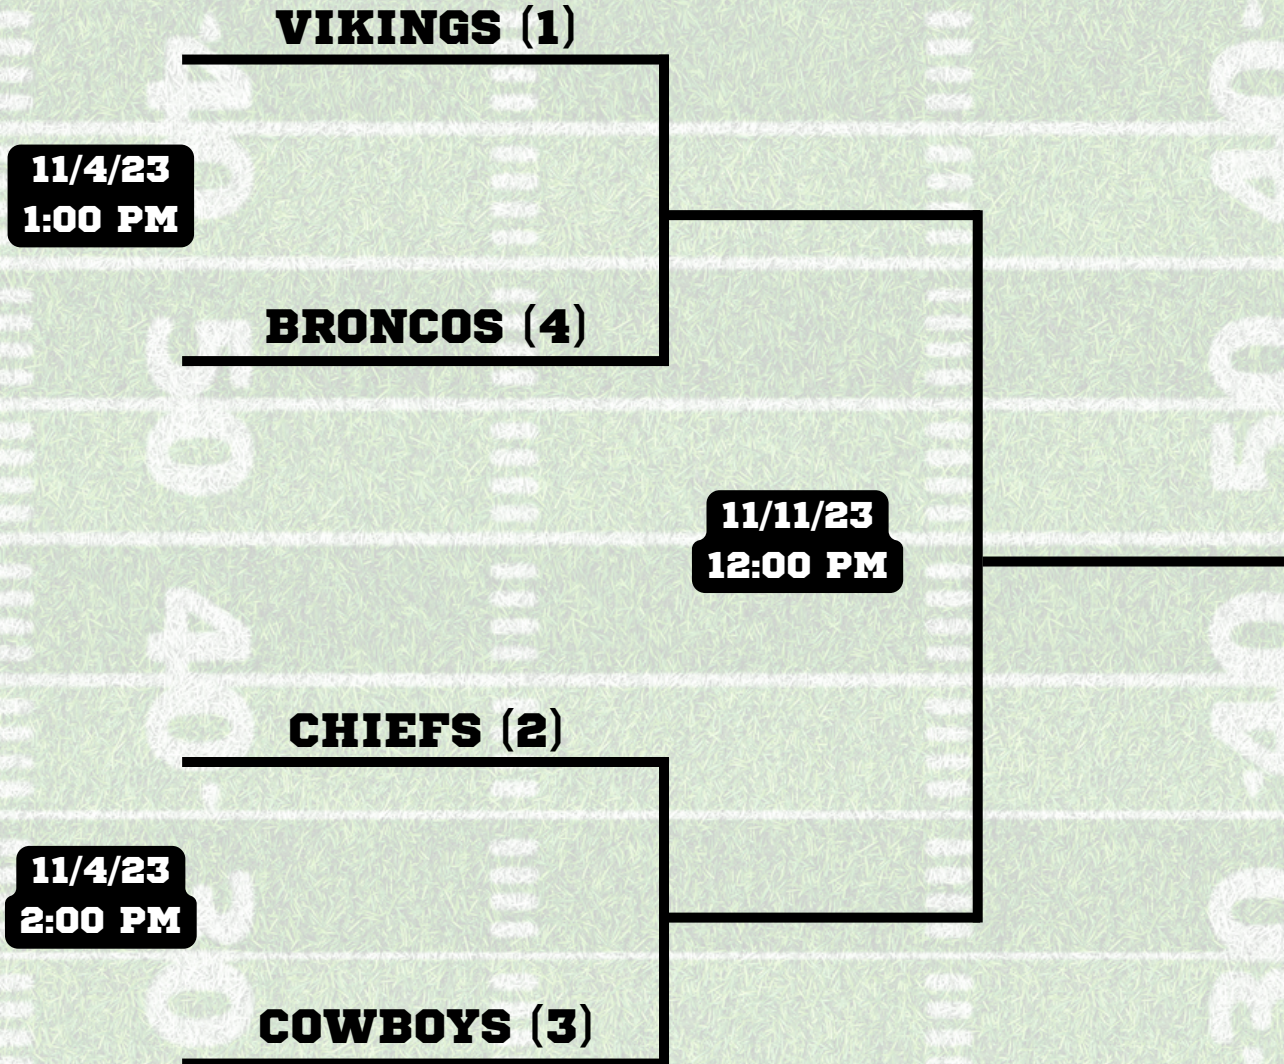 VIKINGS (1)
11/4/23
1:00 PM
BRONCOS (4)
11/11/23
12:00 PM
CHIEFS (2)
11/4/23
2:00 PM
COWBOYS (3)